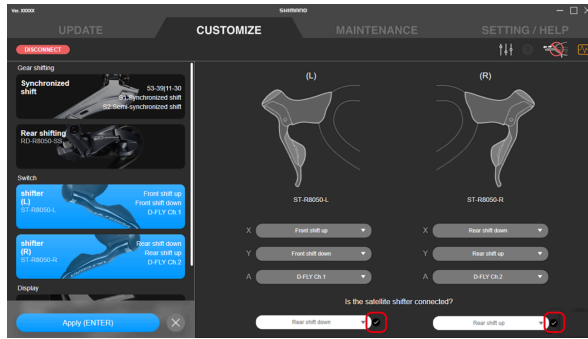 Ver. XXXXX
SHIMANO
UPDATE
CUSTOMIZE
MAINTENANCE
SETTING / HELP
DISCONNECT
Gear shifting
Synchronized shift
53-39|11-30
S1:Synchronized shift
S2:Semi-synchronized shift
Rear shifting
RD-R8050-SS
Switch
shifter (L)
ST-R8050-L
Front shift up
Front shift down
D-FLY Ch.1
shifter (R)
ST-R8050-R
Rear shift down
Rear shift up
D-FLY Ch.2
Display
Apply (ENTER)
(L)
(R)
ST-R8050-L
ST-R8050-R
X Front shift up
X Rear shift down
Y Front shift down
Y Rear shift up
A D-FLY Ch.1
A D-FLY Ch.2
Is the satellite shifter connected?
Rear shift down
Rear shift up